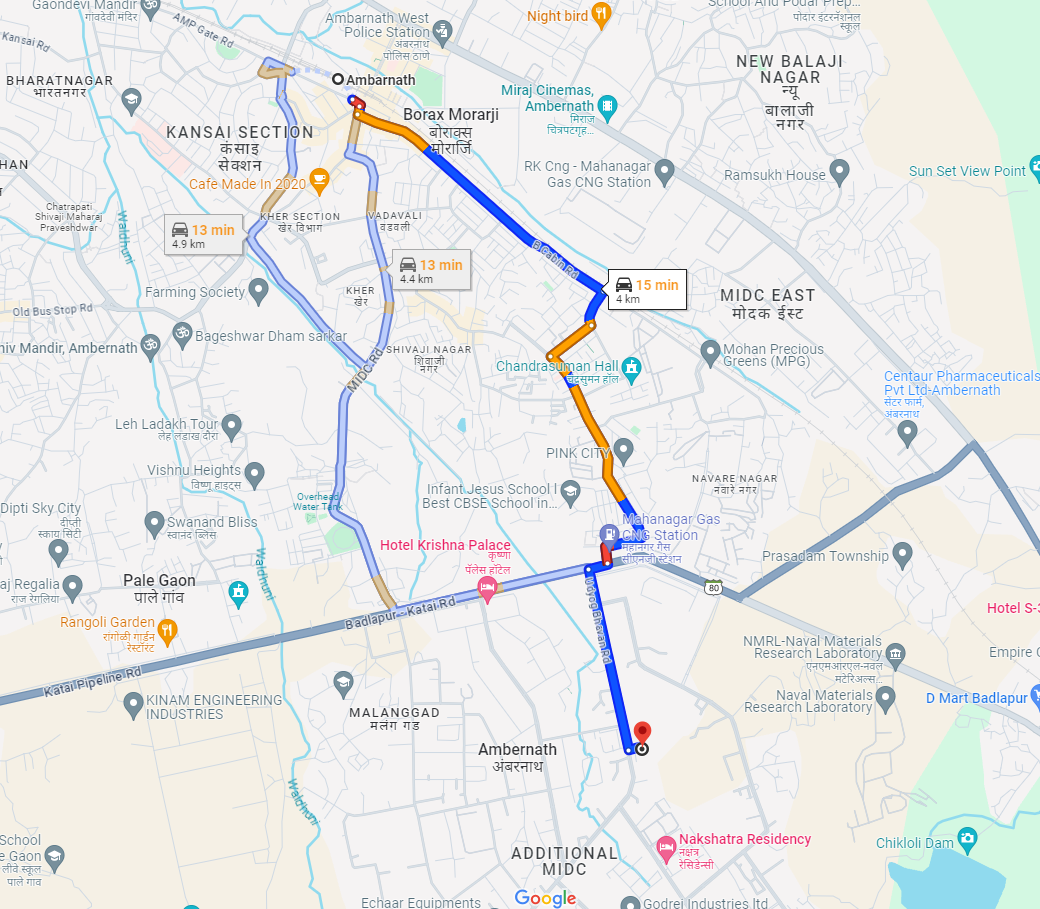 Gaondevi Mandir
गांवदेवी मंदिर
AMP Gate Rd
Kansai Rd
Ambarnath West
Police Station
अंबरनाथ
पोलिस ठाणे
Night bird
पोदार इंटरनॅशनल
स्कूल
NEW BALAJI
NAGAR
न्यू
बालाजी
नगर
BHARATNAGAR
भारतनगर
Ambarnath
Miraj Cinemas,
Ambernath
मिराज
चित्रपटगृह...
Borax Morarji
बोराक्स
मोरार्जि
KANSAI SECTION
कंसाइ
सेक्शन
RK Cng - Mahanagar
Gas CNG Station
Ramsukh House
Sun Set View Point
Cafe Made In 2020
Chatrapati
Shivaji Maharaj
Praveshdwar
Waldhuni
KHER SECTION
खेर विभाग
VADAVALI
वडवली
13 min
4.9 km
13 min
4.4 km
B Cabin Rd
15 min
4 km
Farming Society
KHER
खेर
MIDC EAST
मोदक ईस्ट
Old Bus Stop Rd
Bageshwar Dham sarkar
hiv Mandir, Ambernath
SHIVAJI NAGAR
शिवाजी
नगर
MIDC Rd
Chandrasuman Hall
चंद्रसुमन हॉल
Mohan Precious
Greens (MPG)
Centaur Pharmaceuticals
Pvt Ltd-Ambernath
सेंटर फार्म,
अंबरनाथ
Leh Ladakh Tour
लेह लडाख दौरा
PINK CITY
Vishnu Heights
विष्णू हाइट्स
NAVARE NAGAR
नवारे नगर
Infant Jesus School |
Best CBSE School in...
Overhead
Water Tank
Dipti Sky City
दीप्ती
स्काय सिटी
Swanand Bliss
स्वानंद ब्लिस
Mahanagar Gas
CNG Station
महानगर गॅस
सीएनजी स्टेशन
Hotel Krishna Palace
कृष्णा
पॅलेस हॉटेल
Prasadam Township
aj Regalia
राज रेगलिया
Pale Gaon
पाले गांव
Waldhuni
80
Badlapur - Katai Rd
Udyog Bhavan Rd
Hotel S-3
Rangoli Garden
रांगोळी गार्डन
रेस्टॉरंट
NMRL-Naval Materials
Research Laboratory
एनएमआरएल-नवल
मटेरिअल्स...
Empire C
Katai Pipeline Rd
KINAM ENGINEERING
INDUSTRIES
Naval Materials
Research Laboratory
D Mart Badlapur
MALANGGAD
मलंग गड
Ambernath
अंबरनाथ
Waldhuni
School
e Gaon
लीवे स्कूल
पाले गाव
ADDITIONAL
MIDC
Nakshatra Residency
नक्षत्र
रेसिडेन्सी
Chikloli Dam
Echaar Equipments
Google
Godrej Industries ltd